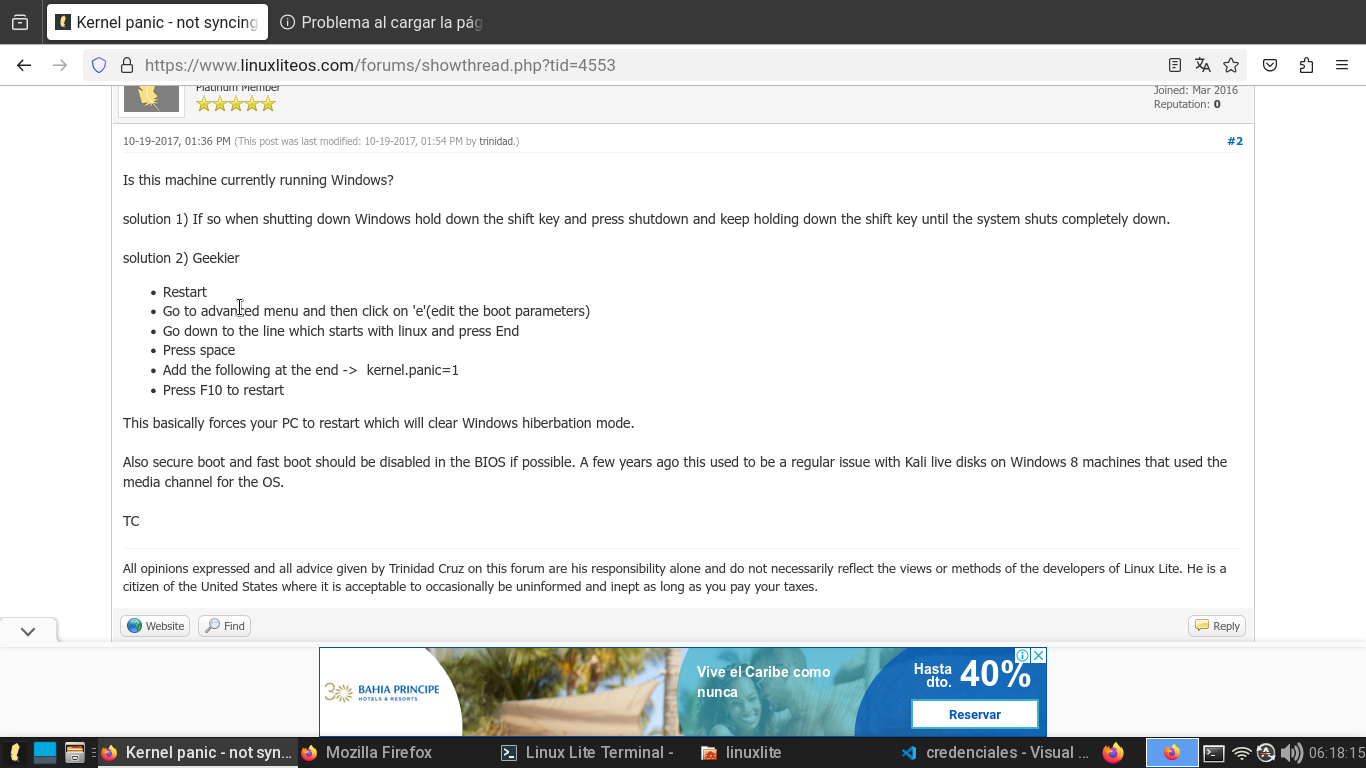 Kernel panic - not syncing
Problema al cargar la pág
https://www.linuxliteos.com/forums/showthread.php?tid=4553
Platinum Member
Joined: Mar 2016
Reputation: 0
10-19-2017, 01:36 PM (This post was last modified: 10-19-2017, 01:54 PM by trinidad.)
#2
Is this machine currently running Windows?
solution 1) If so when shutting down Windows hold down the shift key and press shutdown and keep holding down the shift key until the system shuts completely down.
solution 2) Geekier
• Restart
• Go to advanced menu and then click on 'e'(edit the boot parameters)
• Go down to the line which starts with linux and press End
• Press space
• Add the following at the end -> kernel.panic=1
• Press F10 to restart
This basically forces your PC to restart which will clear Windows hiberbation mode.
Also secure boot and fast boot should be disabled in the BIOS if possible. A few years ago this used to be a regular issue with Kali live disks on Windows 8 machines that used the
media channel for the OS.
TC
All opinions expressed and all advice given by Trinidad Cruz on this forum are his responsibility alone and do not necessarily reflect the views or methods of the developers of Linux Lite. He is a
citizen of the United States where it is acceptable to occasionally be uninformed and inept as long as you pay your taxes.
Website
Find
Reply
30 BAHIA PRINCIPE
HOTELS & RESORTS
Vive el Caribe como
nunca
Hasta
dto. 40%
Reservar
Kernel panic - not syn...
Mozilla Firefox
Linux Lite Terminal -
linuxlite
credenciales - Visual ...
06:18:15